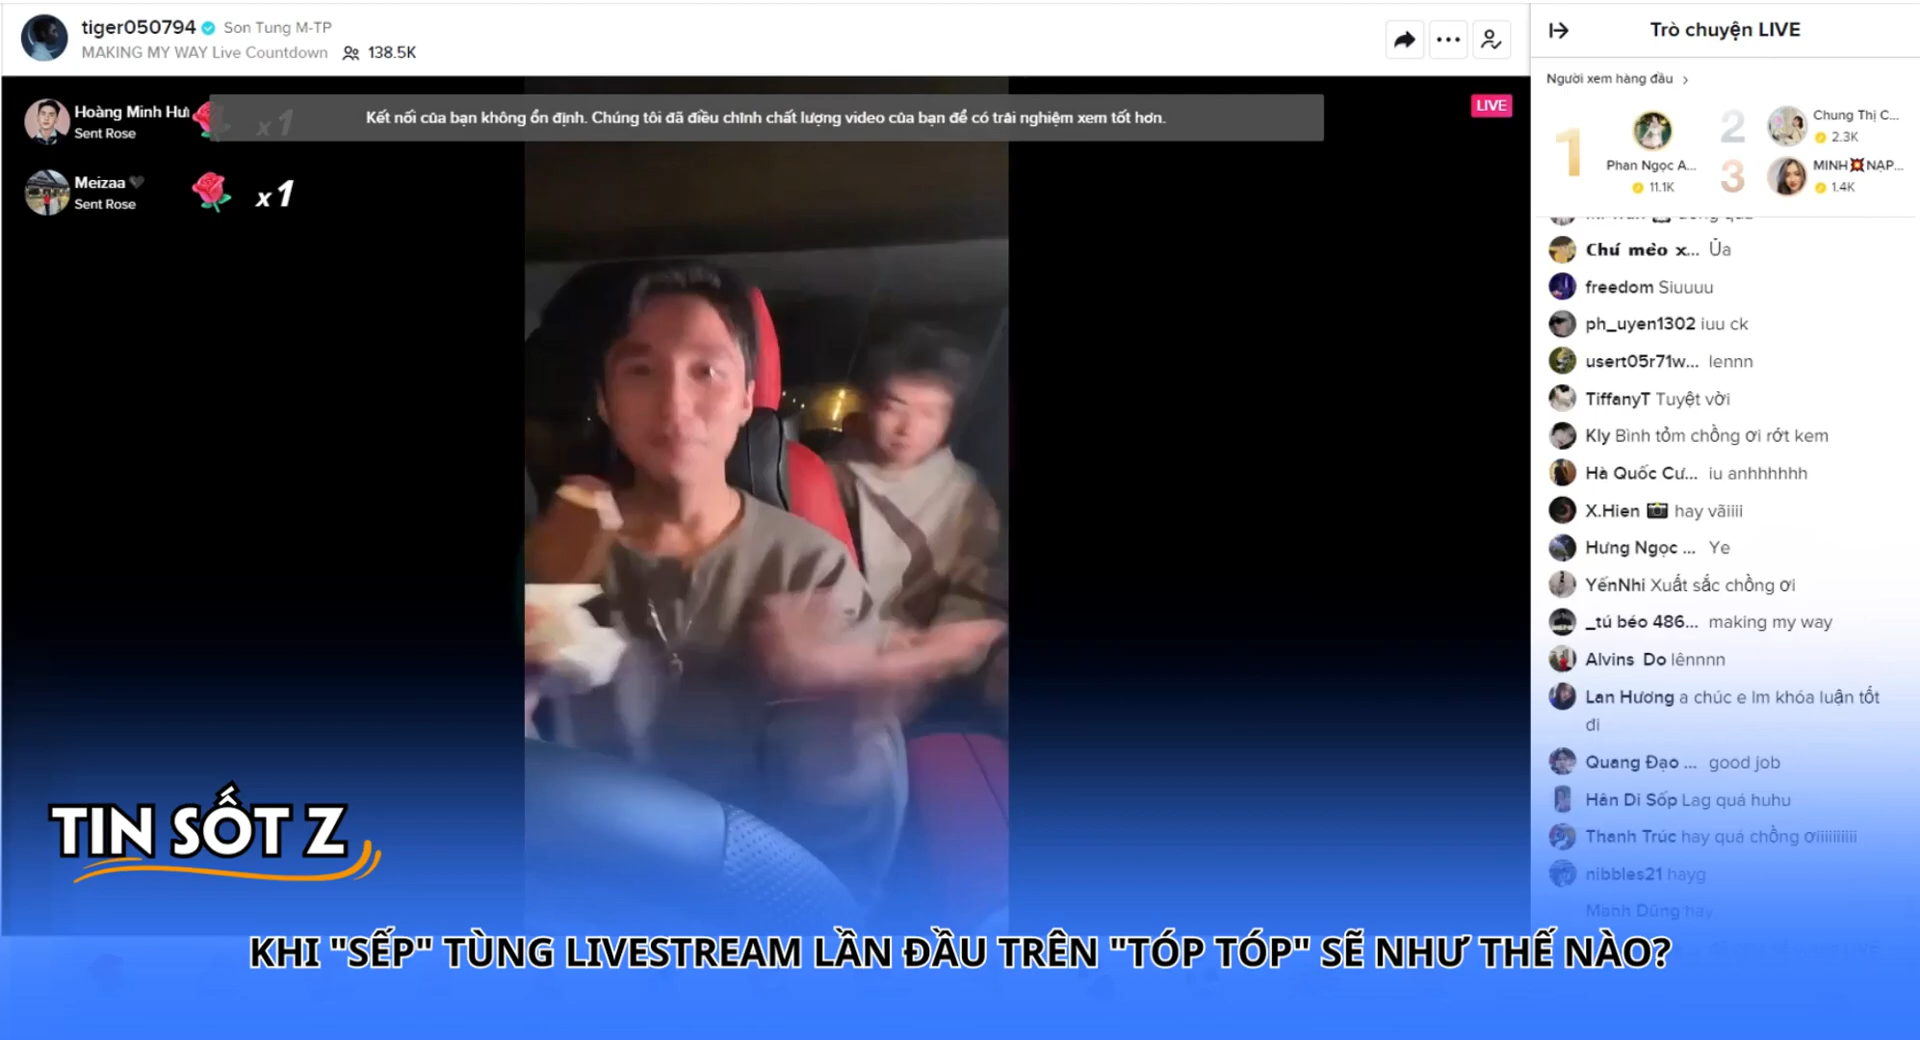 tiger050794 Son Tung M-TP
MAKING MY WAY Live Countdown 138.5K
Trò chuyện LIVE
Người xem hàng đầu
Hoàng Minh Hư
Sent Rose
x1
Kết nối của bạn không ổn định. Chúng tôi đã điều chỉnh chất lượng video của bạn để có trải nghiệm xem tốt hơn.
LIVE
Meizaa
Sent Rose
x1
1
Phan Ngọc A...
11.1K
2
Chung Thị C...
2.3K
3
MINH NẠP...
1.4K
Chú mèo x... Ủa
freedom Siuuuu
ph_uyen1302 iuu ck
usert05r71w... lennn
TiffanyT Tuyệt vời
Kly Bình tỏm chồng ơi rớt kem
Hà Quốc Cư... iu anhhhhhh
X.Hien hay vãiiii
Hưng Ngọc ... Ye
YếnNhi Xuất sắc chồng ơi
_tú béo 486... making my way
Alvins Do lênnnn
Lan Hương a chúc e lm khóa luận tốt
đi
Quang Đạo ... good job
Hân Di Sốp Lag quá huhu
Thanh Trúc hay quá chồng ơiiiiiiiiii
nibbles21 hayg
Mạnh Dũng hay
TIN SỐT Z
KHI "SẾP" TÙNG LIVESTREAM LẦN ĐẦU TRÊN "TÓP TÓP" SẼ NHƯ THẾ NÀO?